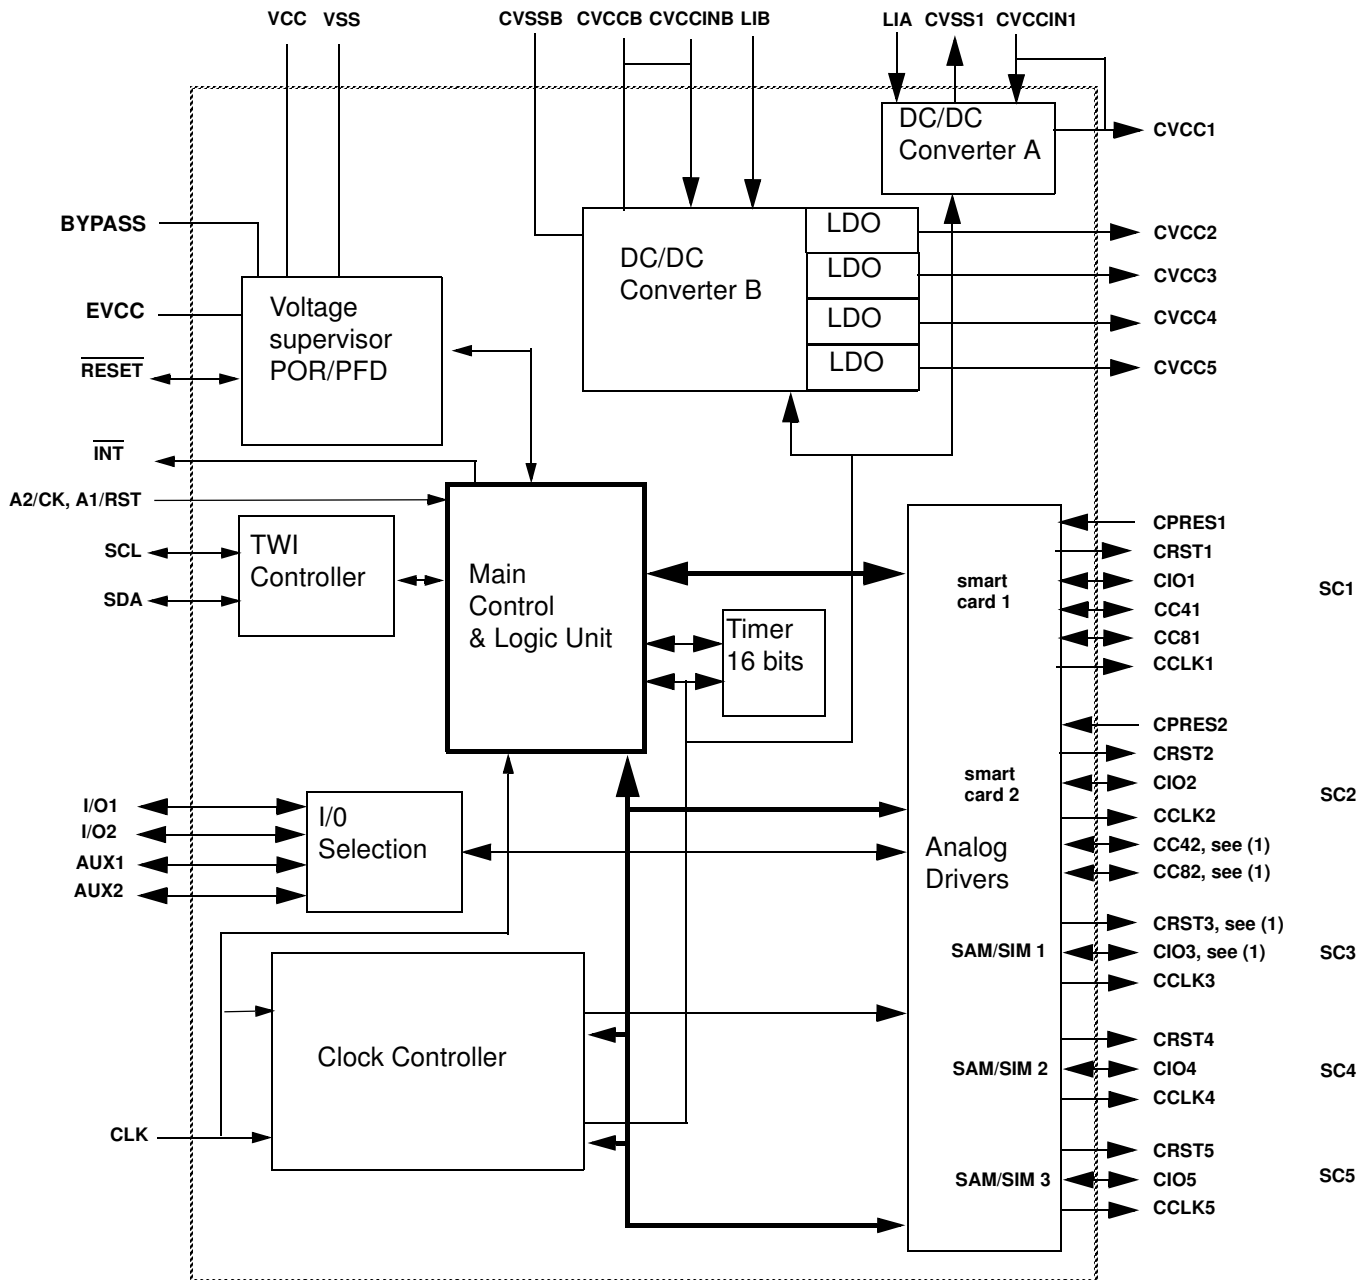 VCC VSS CVSSB CVCCB CVCCINB LIB LIA CVSS1 CVCCIN1
DC/DC
Converter A
CVCC1
BYPASS
EVCC
RESET
Voltage
supervisor
POR/PFD
DC/DC
Converter B
LDO
LDO
LDO
LDO
CVCC2
CVCC3
CVCC4
CVCC5
INT
A2/CK, A1/RST
SCL
SDA
TWI
Controller
Main
Control
& Logic Unit
Timer
16 bits
smart
card 1
CPRES1
CRST1
CIO1
CC41
CC81
CCLK1
SC1
smart
card 2
CPRES2
CRST2
CIO2
CCLK2
CC42, see (1)
CC82, see (1)
SC2
I/O1
I/O2
AUX1
AUX2
I/0
Selection
Analog
Drivers
SAM/SIM 1
CRST3, see (1)
CIO3, see (1)
CCLK3
SC3
Clock Controller
CLK
SAM/SIM 2
CRST4
CIO4
CCLK4
SC4
SAM/SIM 3
CRST5
CIO5
CCLK5
SC5